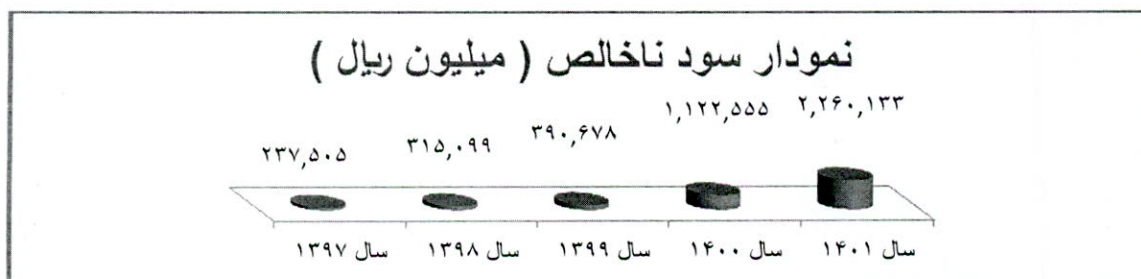 نمودار سود ناخالص ( میلیون ریال )
۲۳۷,۵۰۵ ۳۱۵,۰۹۹ ۳۹۰,۶۷۸ ۱,۱۲۲,۵۵۵ ۲,۲۶۰,۱۳۳
سال ۱۳۹۷ سال ۱۳۹۸ سال ۱۳۹۹ سال ۱۴۰۰ سال ۱۴۰۱